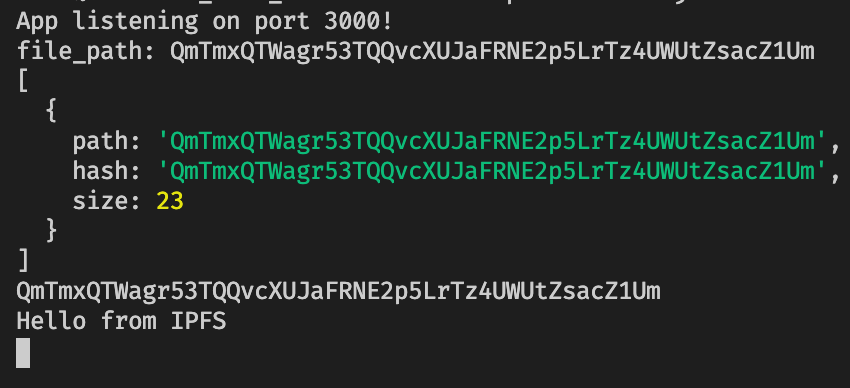 App listening on port 3000!
file_path: QmTmxQTWagr53TQQvcXUJaFRNE2p5LrTz4UWUtZsacZ1Um
[
{
path: 'QmTmxQTWagr53TQQvcXUJaFRNE2p5LrTz4UWUtZsacZ1Um',
hash: 'QmTmxQTWagr53TQQvcXUJaFRNE2p5LrTz4UWUtZsacZ1Um',
size: 23
}
]
QmTmxQTWagr53TQQvcXUJaFRNE2p5LrTz4UWUtZsacZ1Um
Hello from IPFS